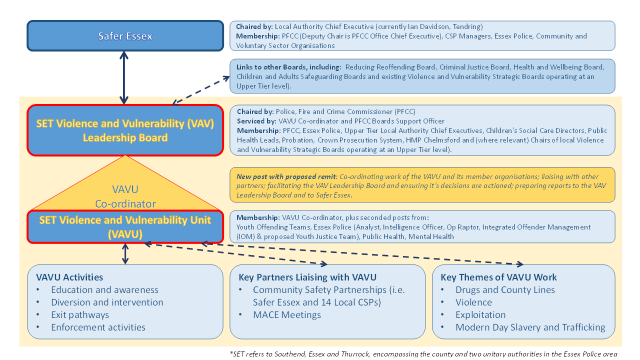 Safer Essex
Chaired by: Local Authority Chief Executive (currently Ian Davidson, Tendring)
Membership: PFCC (Deputy Chair is PFCC Office Chief Executive), CSP Managers, Essex Police, Community and
Voluntary Sector Organisations
Links to other Boards, including: Reducing Reoffending Board, Criminal Justice Board, Health and Wellbeing Board,
Children and Adults Safeguarding Boards and existing Violence and Vulnerability Strategic Boards operating at an
Upper Tier level).
SET Violence and Vulnerability (VAV)
Leadership Board
Chaired by: Police, Fire and Crime Commissioner (PFCC)
Serviced by: VAVU Co-ordinator and PFCC Boards Support Officer
Membership: PFCC, Essex Police, Upper Tier Local Authority Chief Executives, Children's Social Care Directors, Public
Health Leads, Probation, Crown Prosecution System, HMP Chelmsford and (where relevant) Chairs of local Violence
and Vulnerability Strategic Boards operating at an Upper Tier level).
VAVU
Co-ordinator
New post with proposed remit: Co-ordinating work of the VAVU and its member organisations; liaising with other
partners; facilitating the VAV Leadership Board and ensuring it's decisions are actioned; preparing reports to the VAV
Leadership Board and to Safer Essex.
SET Violence and Vulnerability Unit
(VAVU)
Membership: VAVU Co-ordinator, plus seconded posts from:
Youth Offending Teams, Essex Police (Analyst, Intelligence Officer, Op Raptor, Integrated Offender Management
(IOM) & proposed Youth Justice Team), Public Health, Mental Health
VAVU Activities
• Education and awareness
• Diversion and intervention
• Exit pathways
• Enforcement activities
Key Partners Liaising with VAVU
• Community Safety Partnerships (i.e.
Safer Essex and 14 Local CSPs)
• MACE Meetings
Key Themes of VAVU Work
• Drugs and County Lines
• Violence
• Exploitation
• Modern Day Slavery and Trafficking
*SET refers to Southend, Essex and Thurrock, encompassing the county and two unitary authorities in the Essex Police area